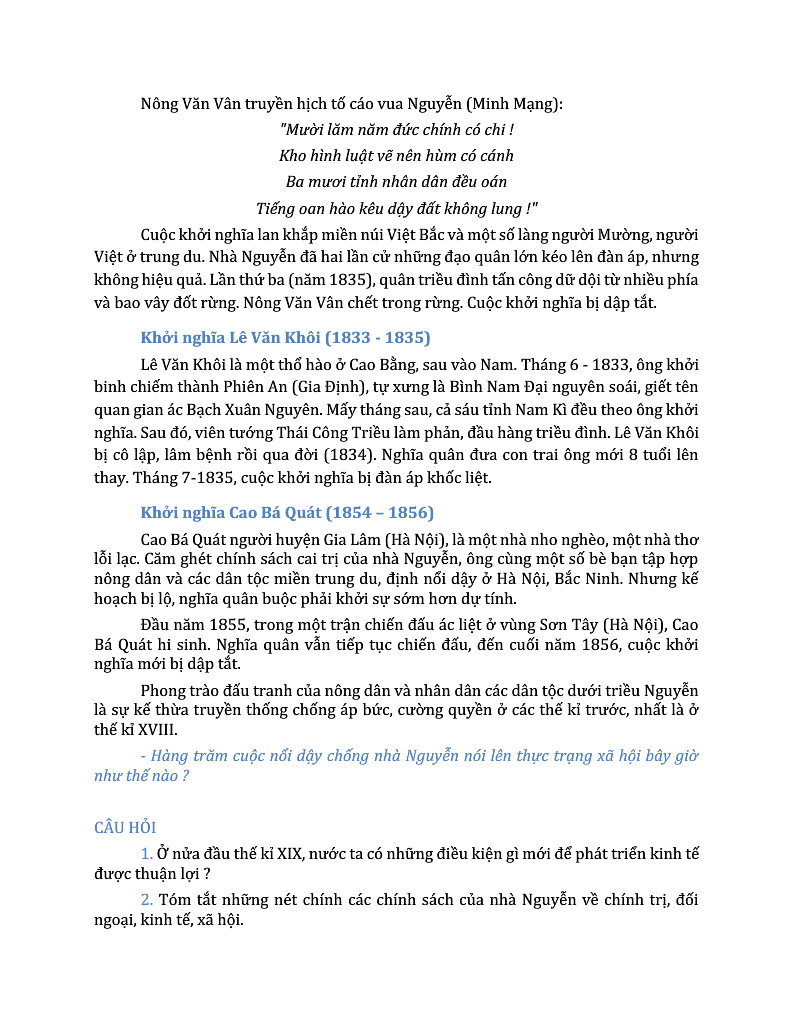 Nông Văn Vân truyền hịch tố cáo vua Nguyễn (Minh Mạng):
"Mười lăm năm đức chính có chi !
Kho hình luật vẽ nên hùm có cánh
Ba mươi tỉnh nhân dân đều oán
Tiếng oan hào kêu dậy đất không lung !"
Cuộc khởi nghĩa lan khắp miền núi Việt Bắc và một số làng người Mường, người
Việt ở trung du. Nhà Nguyễn đã hai lần cử những đạo quân lớn kéo lên đàn áp, nhưng
không hiệu quả. Lần thứ ba (năm 1835), quân triều đình tấn công dữ dội từ nhiều phía
và bao vây đốt rừng. Nông Văn Vân chết trong rừng. Cuộc khởi nghĩa bị dập tắt.
Khởi nghĩa Lê Văn Khôi (1833 - 1835)
Lê Văn Khôi là một thổ hào ở Cao Bằng, sau vào Nam. Tháng 6 - 1833, ông khởi
binh chiếm thành Phiên An (Gia Định), tự xưng là Bình Nam Đại nguyên soái, giết tên
quan gian ác Bạch Xuân Nguyên. Mấy tháng sau, cả sáu tỉnh Nam Kì đều theo ông khởi
nghĩa. Sau đó, viên tướng Thái Công Triều làm phản, đầu hàng triều đình. Lê Văn Khôi
bị cô lập, lâm bệnh rồi qua đời (1834). Nghĩa quân đưa con trai ông mới 8 tuổi lên
thay. Tháng 7-1835, cuộc khởi nghĩa bị đàn áp khốc liệt.
Khởi nghĩa Cao Bá Quát (1854 – 1856)
Cao Bá Quát người huyện Gia Lâm (Hà Nội), là một nhà nho nghèo, một nhà thơ
lỗi lạc. Căm ghét chính sách cai trị của nhà Nguyễn, ông cùng một số bè bạn tập hợp
nông dân và các dân tộc miền trung du, định nổi dậy ở Hà Nội, Bắc Ninh. Nhưng kế
hoạch bị lộ, nghĩa quân buộc phải khởi sự sớm hơn dự tính.
Đầu năm 1855, trong một trận chiến đấu ác liệt ở vùng Sơn Tây (Hà Nội), Cao
Bá Quát hi sinh. Nghĩa quân vẫn tiếp tục chiến đấu, đến cuối năm 1856, cuộc khởi
nghĩa mới bị dập tắt.
Phong trào đấu tranh của nông dân và nhân dân các dân tộc dưới triều Nguyễn
là sự kế thừa truyền thống chống áp bức, cường quyền ở các thế kỉ trước, nhất là ở
thế kỉ XVIII.
- Hàng trăm cuộc nổi dậy chống nhà Nguyễn nói lên thực trạng xã hội bây giờ
như thế nào ?
CÂU HỎI
1. Ở nửa đầu thế kỉ XIX, nước ta có những điều kiện gì mới để phát triển kinh tế
được thuận lợi ?
2. Tóm tắt những nét chính các chính sách của nhà Nguyễn về chính trị, đối
ngoại, kinh tế, xã hội.